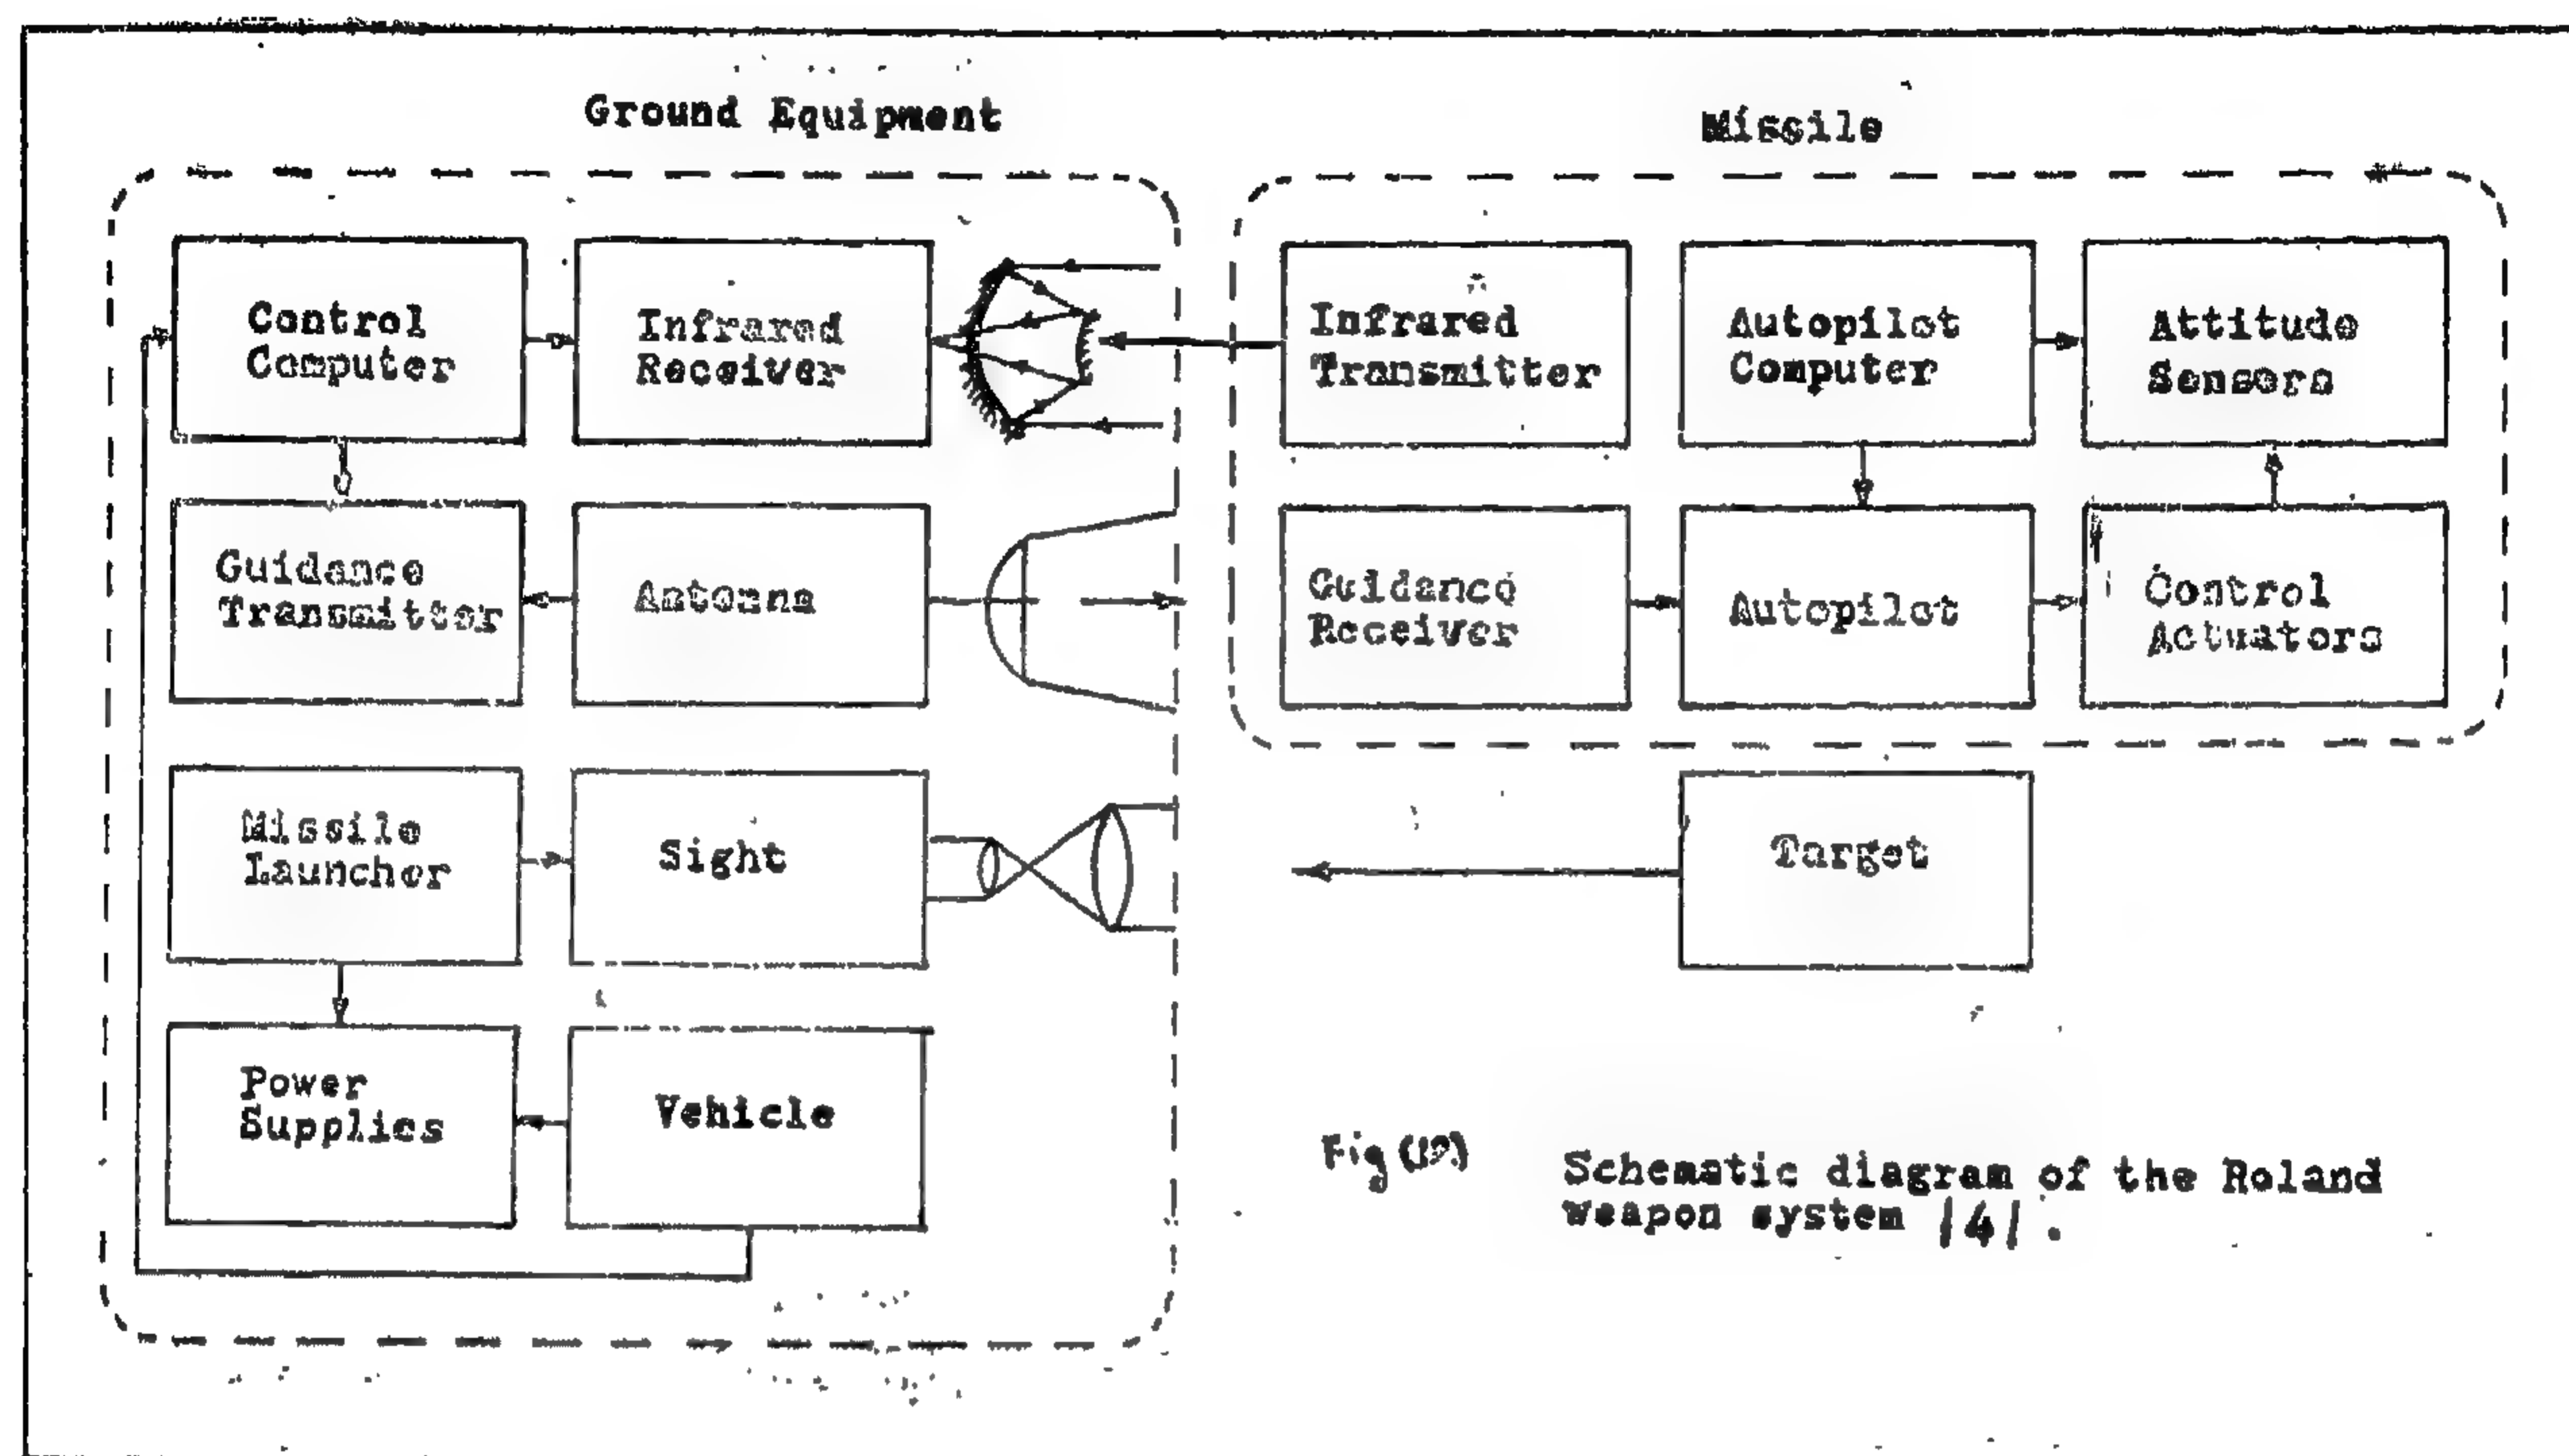 Ground Equipment
Missile
Control
Computer
Infrared
Receiver
Infrared
Transmitter
Autopilot
Computer
Attitude
Sensors
Guidance
Transmitter
Antenna
Guidance
Receiver
Autopilot
Control
Actuators
Missile
Launcher
Sight
Target
Power
Supplies
Vehicle
Fig
Schematic diagram of the Roland
weapon system /4/.